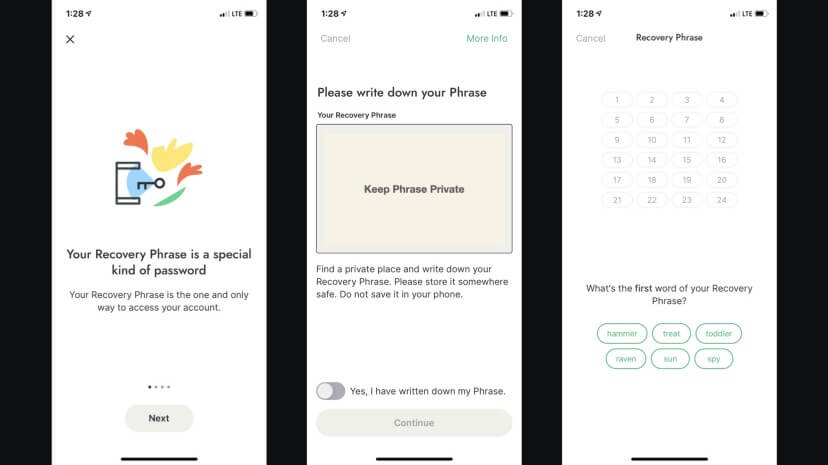 1:28
LTE
Your Recovery Phrase is a special
kind of password
Your Recovery Phrase is the one and only
way to access your account.
Next
1:28
LTE
Cancel
More Info
Please write down your Phrase
Your Recovery Phrase
Keep Phrase Private
Find a private place and write down your
Recovery Phrase. Please store it somewhere
safe. Do not save it in your phone.
Yes, I have written down my Phrase.
Continue
1:28
LTE
Cancel
Recovery Phrase
1 2 3 4
5 6 7 8
9 10 11 12
13 14 15 16
17 18 19 20
21 22 23 24
What's the first word of your Recovery
Phrase?
hammer treat toddler
raven sun spy